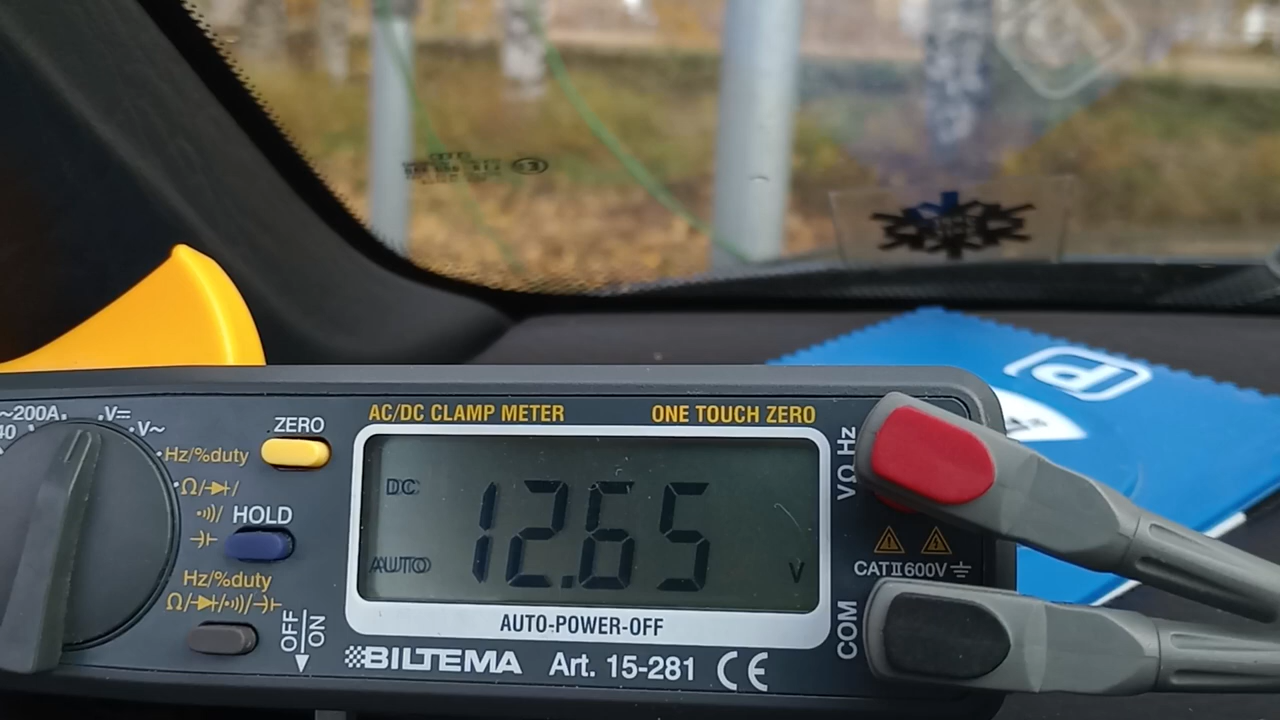 ~200A
V⎓
40
V~
Hz/%duty
ZERO
Ω/
HOLD
Hz/%duty
Ω/
OFF
ON
AC/DC CLAMP METER
ONE TOUCH ZERO
DC
12.65
AUTO
V
AUTO-POWER-OFF
BILTEMA Art. 15-281 CE
VΩHz
CAT II 600V
COM
P